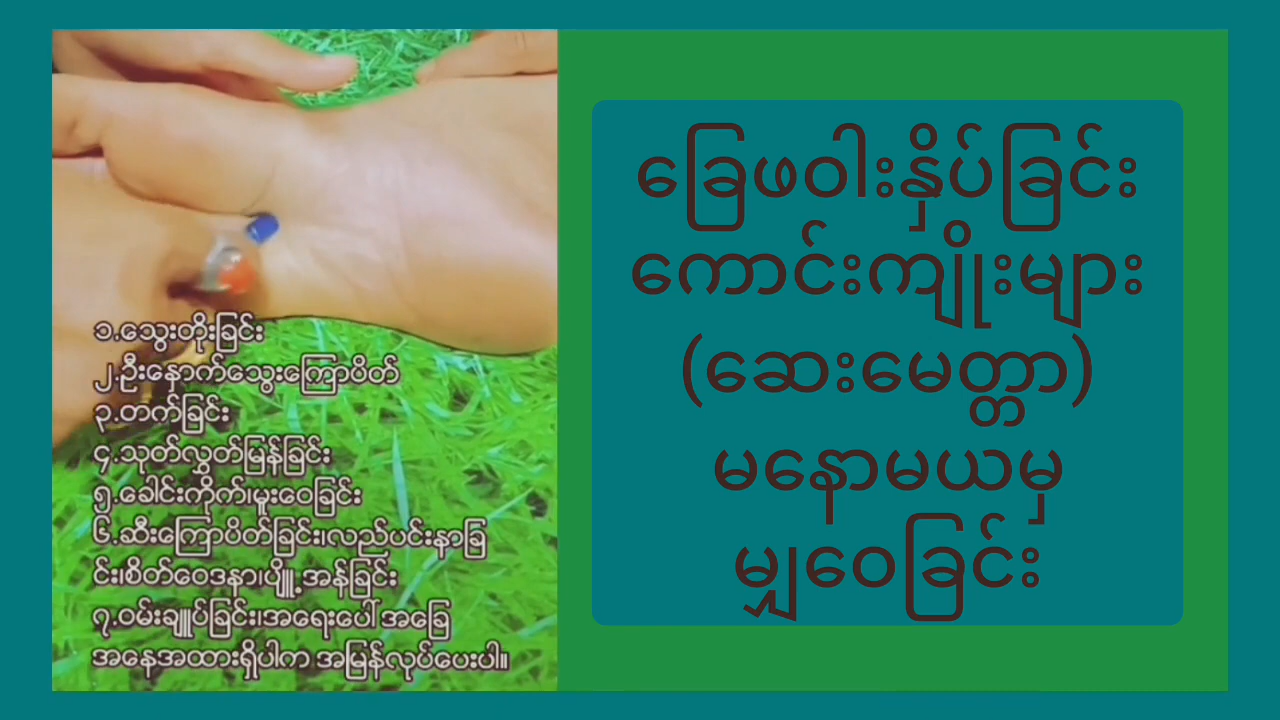 ၁.သွေးတိုးခြင်း
၂.ဦးနှောက်သွေးကြောပိတ်
၃.တက်ခြင်း
၄.သုတ်လွှတ်မြန်ခြင်း
၅.ခေါင်းကိုက်၊မူးဝေခြင်း
၆.ဆီးကြောပိတ်ခြင်း၊လည်ပင်းနာခြ
င်း၊စိတ်ဝေဒနာ၊ပျို့အန်ခြင်း
၇.ဝမ်းချူပ်ခြင်း၊အရေးပေါ်အခြေ
အနေအထားရှိပါက အမြန်လုပ်ပေးပါ။
ခြေဖဝါးနှိပ်ခြင်း
ကောင်းကျိုးများ
(ဆေးမေတ္တာ)
မနောမယမှ
မျှဝေခြင်း